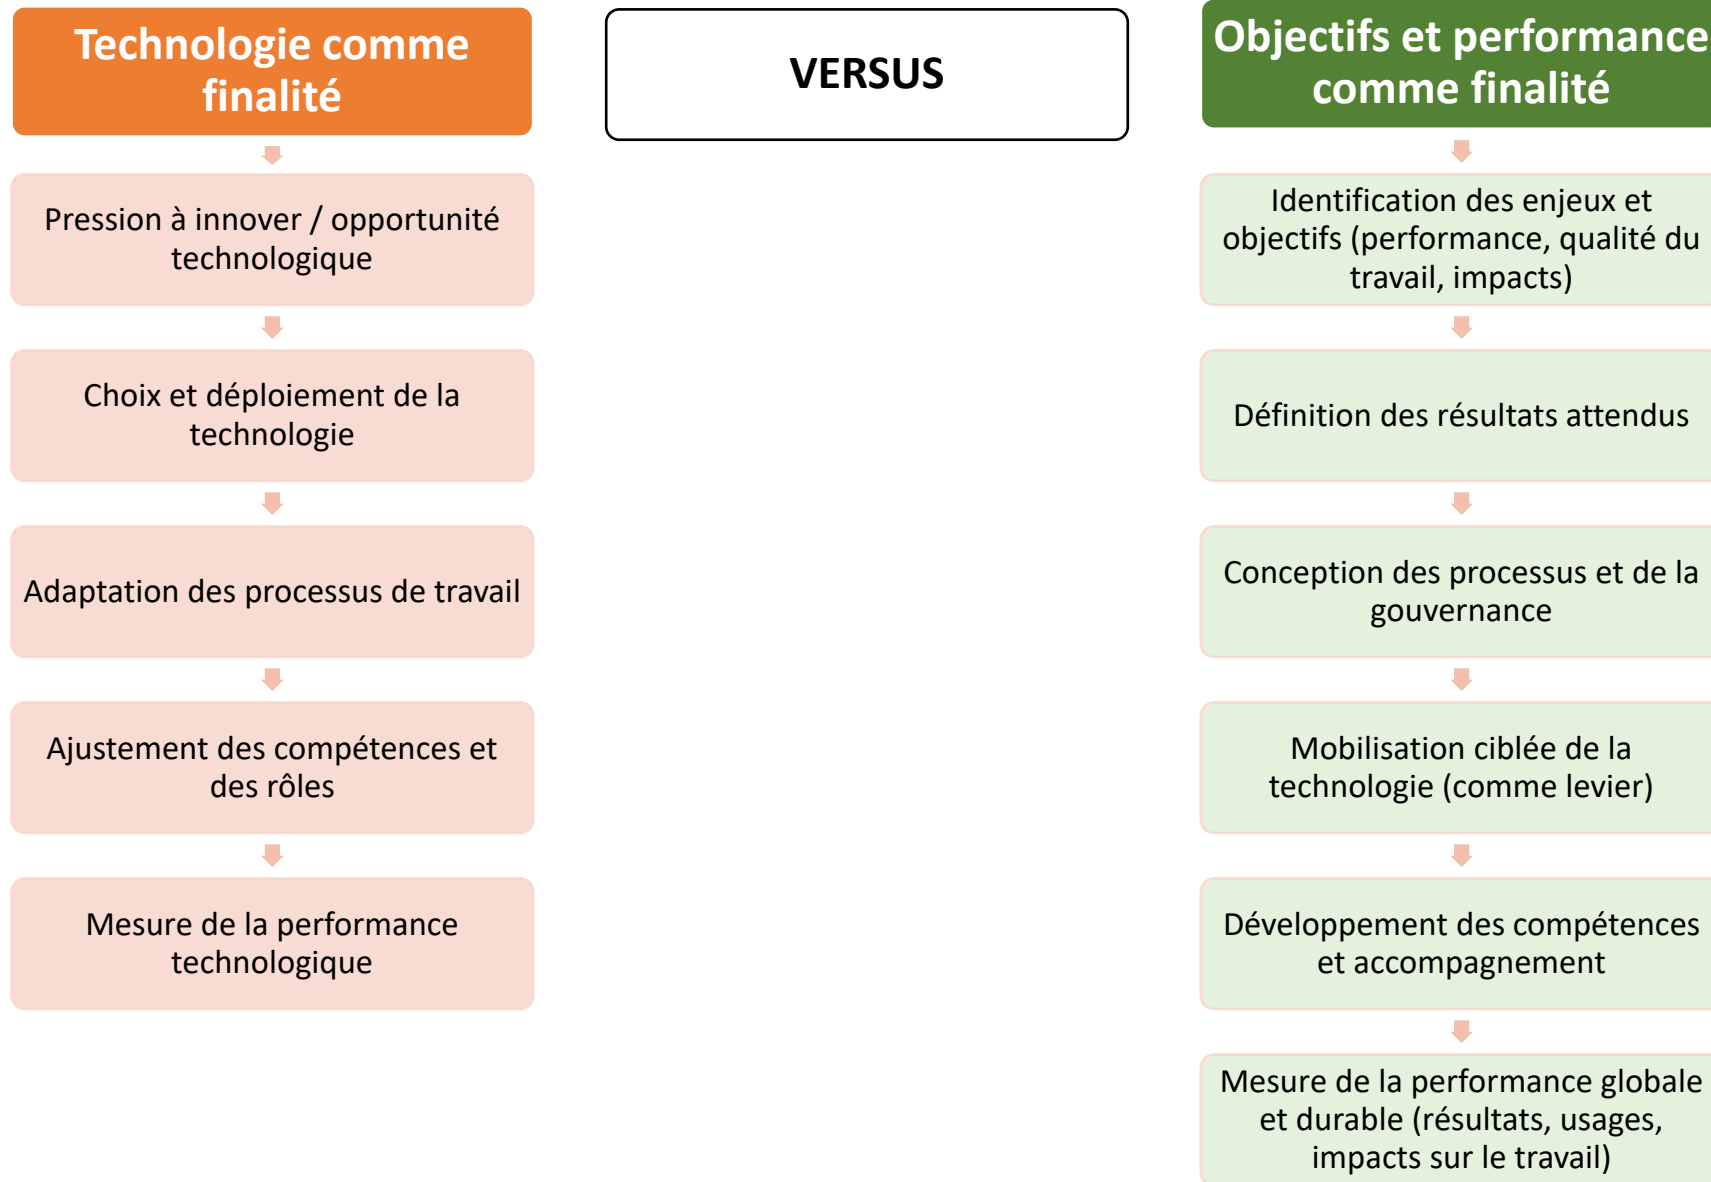 Technologie comme
finalité
Pression à innover / opportunité
technologique
Choix et déploiement de la
technologie
Adaptation des processus de travail
Ajustement des compétences et
des rôles
Mesure de la performance
technologique
VERSUS
Objectifs et performance
comme finalité
Identification des enjeux et
objectifs (performance, qualité du
travail, impacts)
Définition des résultats attendus
Conception des processus et de la
gouvernance
Mobilisation ciblée de la
technologie (comme levier)
Développement des compétences
et accompagnement
Mesure de la performance globale
et durable (résultats, usages,
impacts sur le travail)